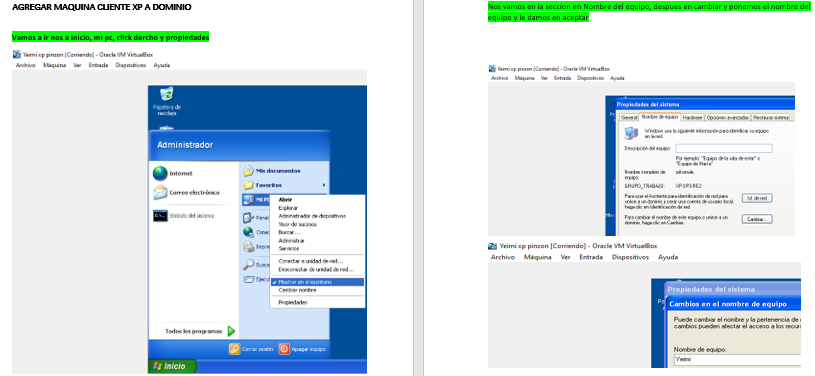 AGREGAR MAQUINA CLIENTE XP A DOMINIO
Vamos a ir nos a inicio, mi pc, click dercho y propiedades
Yeimi xp pinzon [Corriendo] - Oracle VM VirtualBox
Archivo Máquina Ver Entrada Dispositivos Ayuda
Papelera de
reciclaje
Administrador
Internet
Correo electrónico
Símbolo del sistema
Mis documentos
Favoritos
Mi PC
Abrir
Explorar
Administrador de dispositivos
Visor de sucesos
Buscar...
Administrar
Servicios
Conectar a unidad de red...
Desconectar de unidad de red...
Mostrar en el escritorio
Cambiar nombre
Propiedades
Todos los programas
Cerrar sesión Apagar equipo
Inicio
Nos vamos en la seccion en Nombre del equipo, despues en cambiar y ponemos el nombre del
equipo y le damos en aceptar
Yeimi xp pinzon [Corriendo] - Oracle VM VirtualBox
Archivo Máquina Ver Entrada Dispositivos Ayuda
Propiedades del sistema
General Nombre de equipo Hardware Opciones avanzadas Restaurar sistema
Windows usa la siguiente información para identificar su equipo
en la red.
Descripción del equipo:
Por ejemplo: "Equipo de la sala de estar" o
"Equipo de María".
Nombre completo de
equipo:
GRUPO_TRABAJO: XP-SP3-RE2
Para usar el Asistente para identificación de red para
unirse a un dominio y crear una cuenta de usuario local,
haga clic en Identificación de red.
Id. de red
Para cambiar el nombre de este equipo o unirse a un
dominio, haga clic en Cambiar.
Cambiar...
Yeimi xp pinzon [Corriendo] - Oracle VM VirtualBox
Archivo Máquina Ver Entrada Dispositivos Ayuda
Propiedades del sistema
Cambios en el nombre de equipo
Puede cambiar el nombre y la pertenencia de
cambios pueden afectar el acceso a los recur
Nombre de equipo:
Yeimi